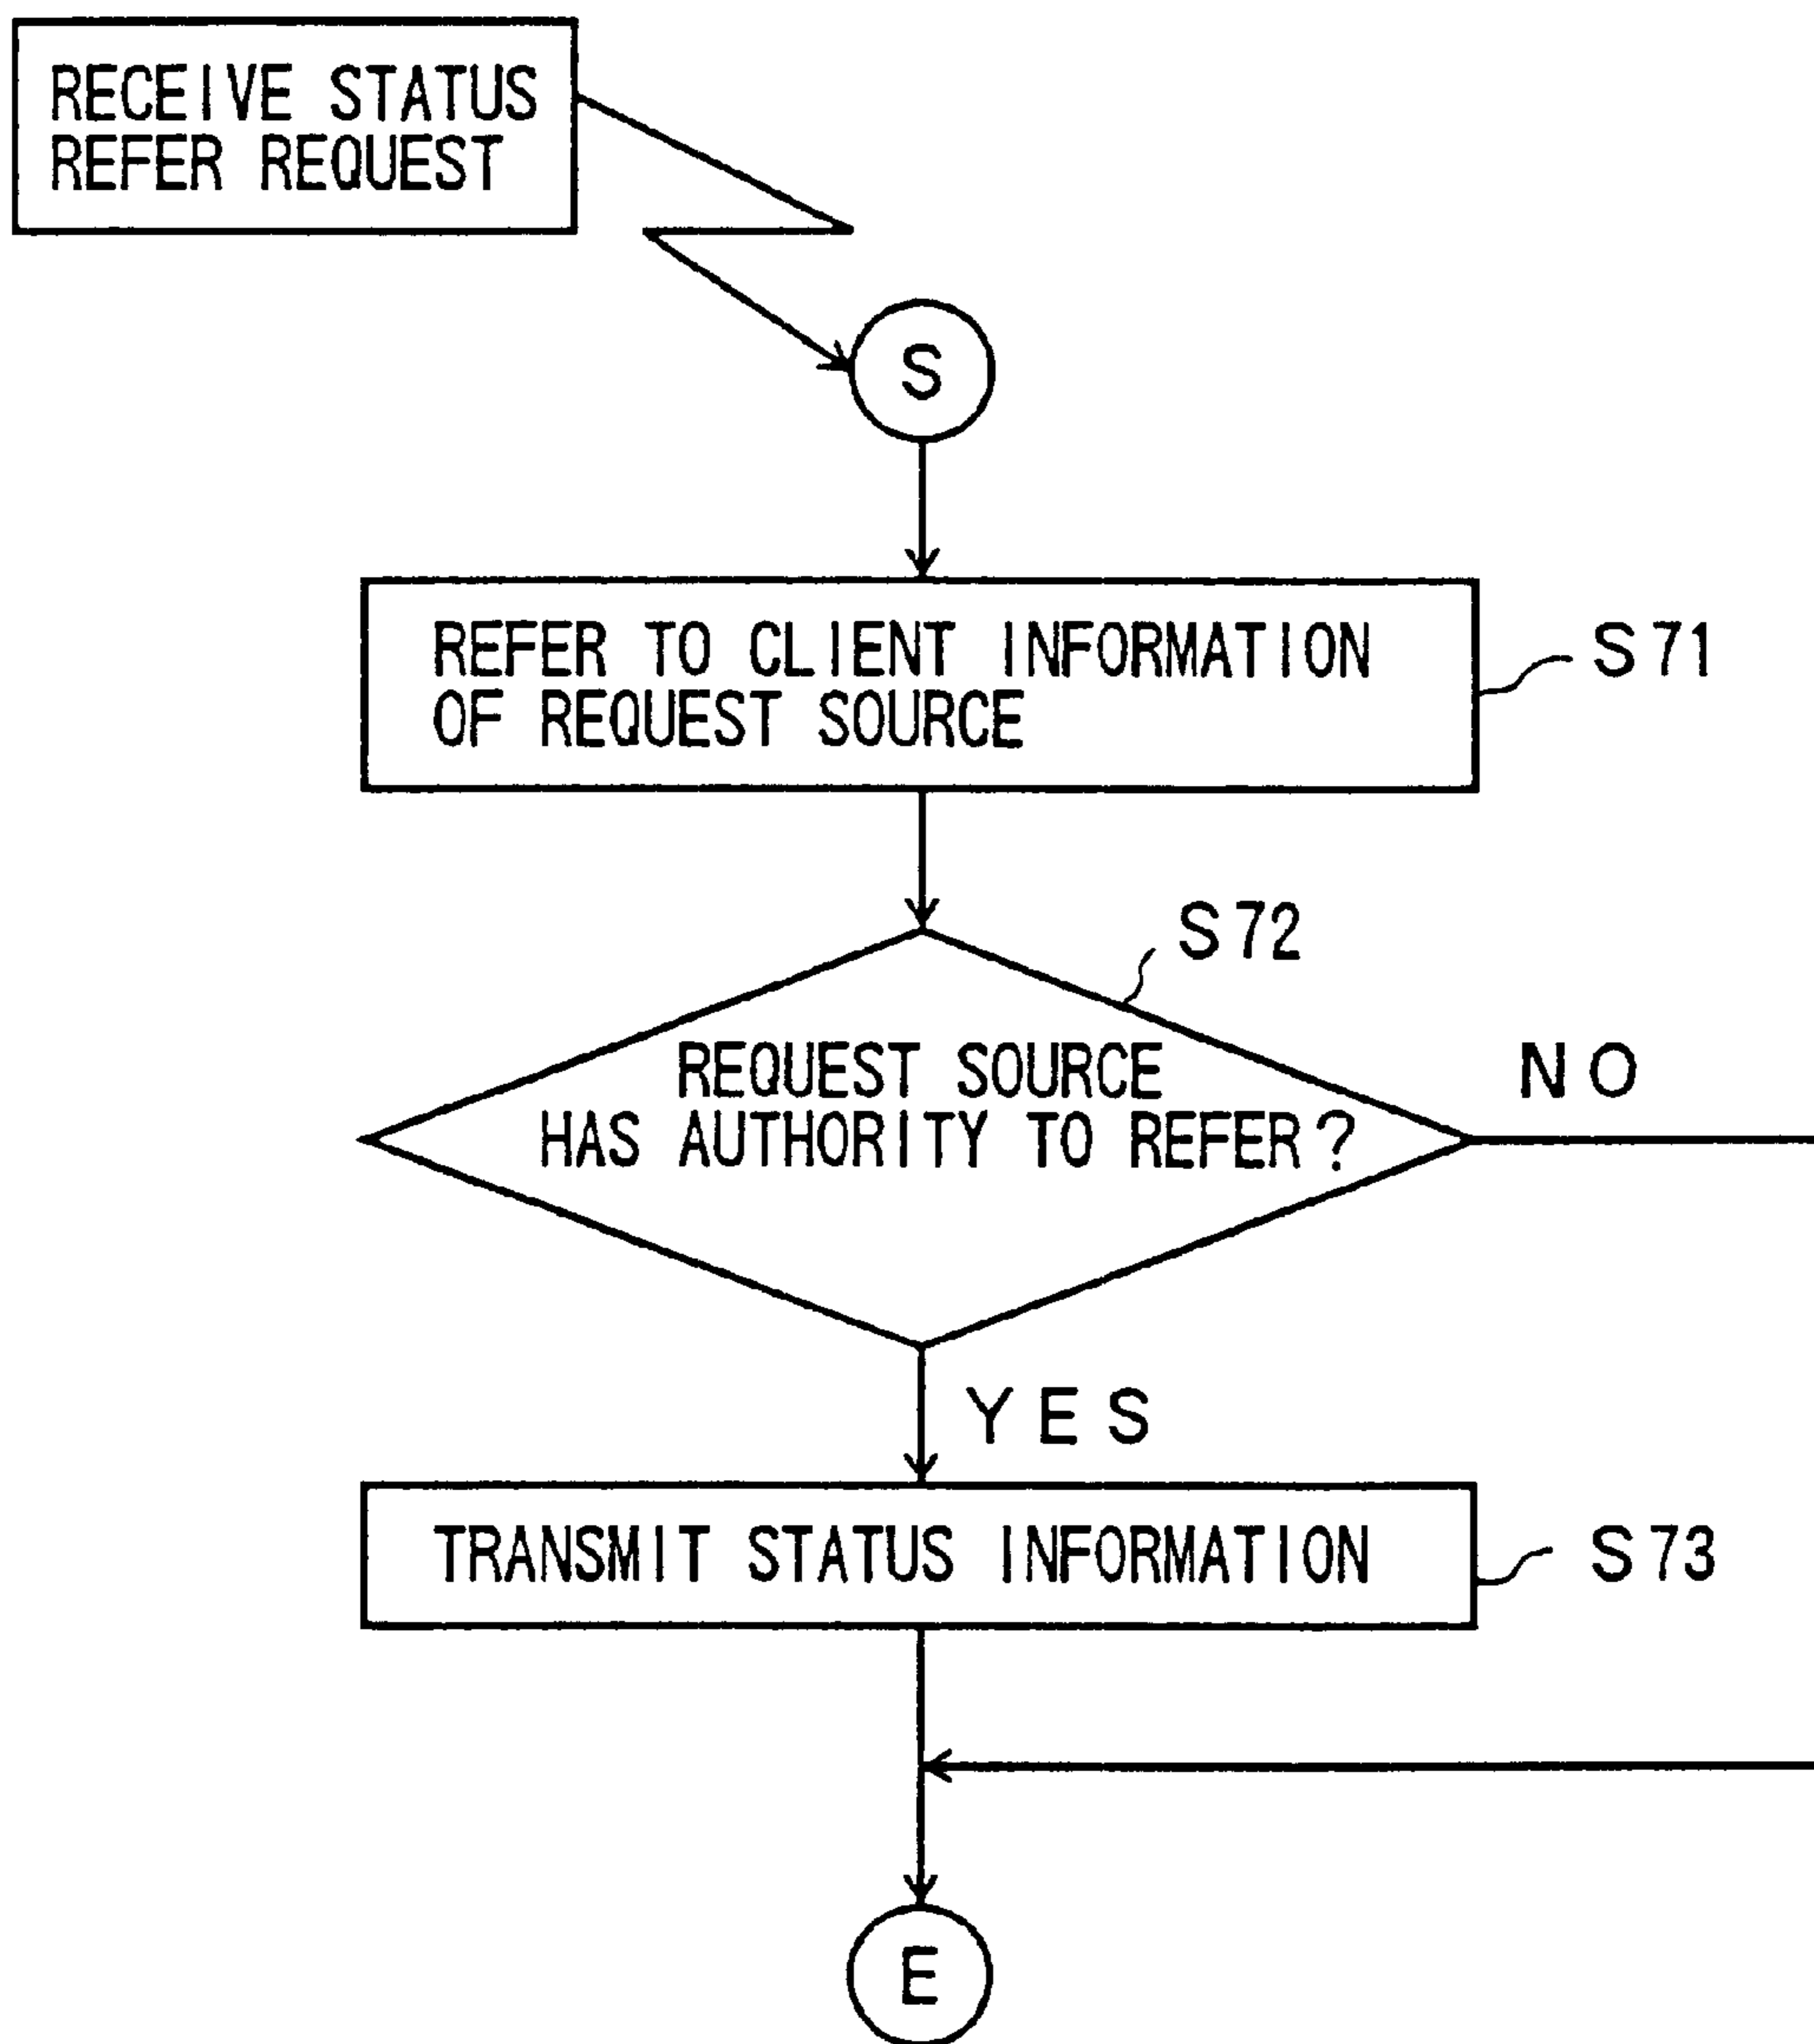 RECEIVE STATUS
REFER REQUEST
S
REFER TO CLIENT INFORMATION
OF REQUEST SOURCE
S71
S72
REQUEST SOURCE
HAS AUTHORITY TO REFER?
NO
YES
TRANSMIT STATUS INFORMATION
S73
E